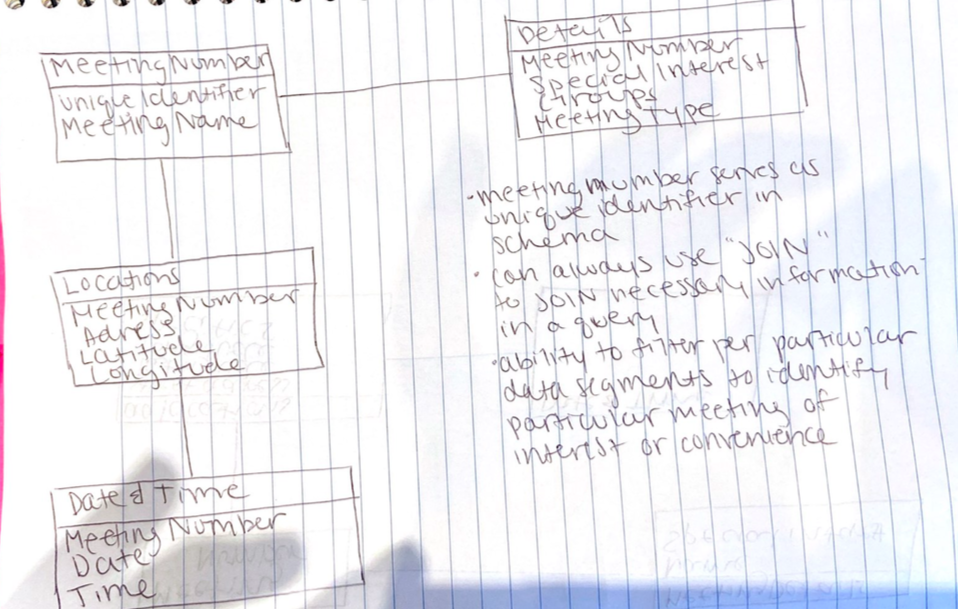 Meeting Number
unique Identifier
Meeting Name
Details
Meeting Number
Special Interest
Groups
Meeting Type
• meeting number serves as
unique identifier in
schema
• can always use "JOIN"
to JOIN necessary information
in a query
• ability to filter per particular
data segments to identify
particular meeting of
interest or convenience
Locations
Meeting Number
Adress
Latitude
Longitude
Date & Time
Meeting Number
Date
Time